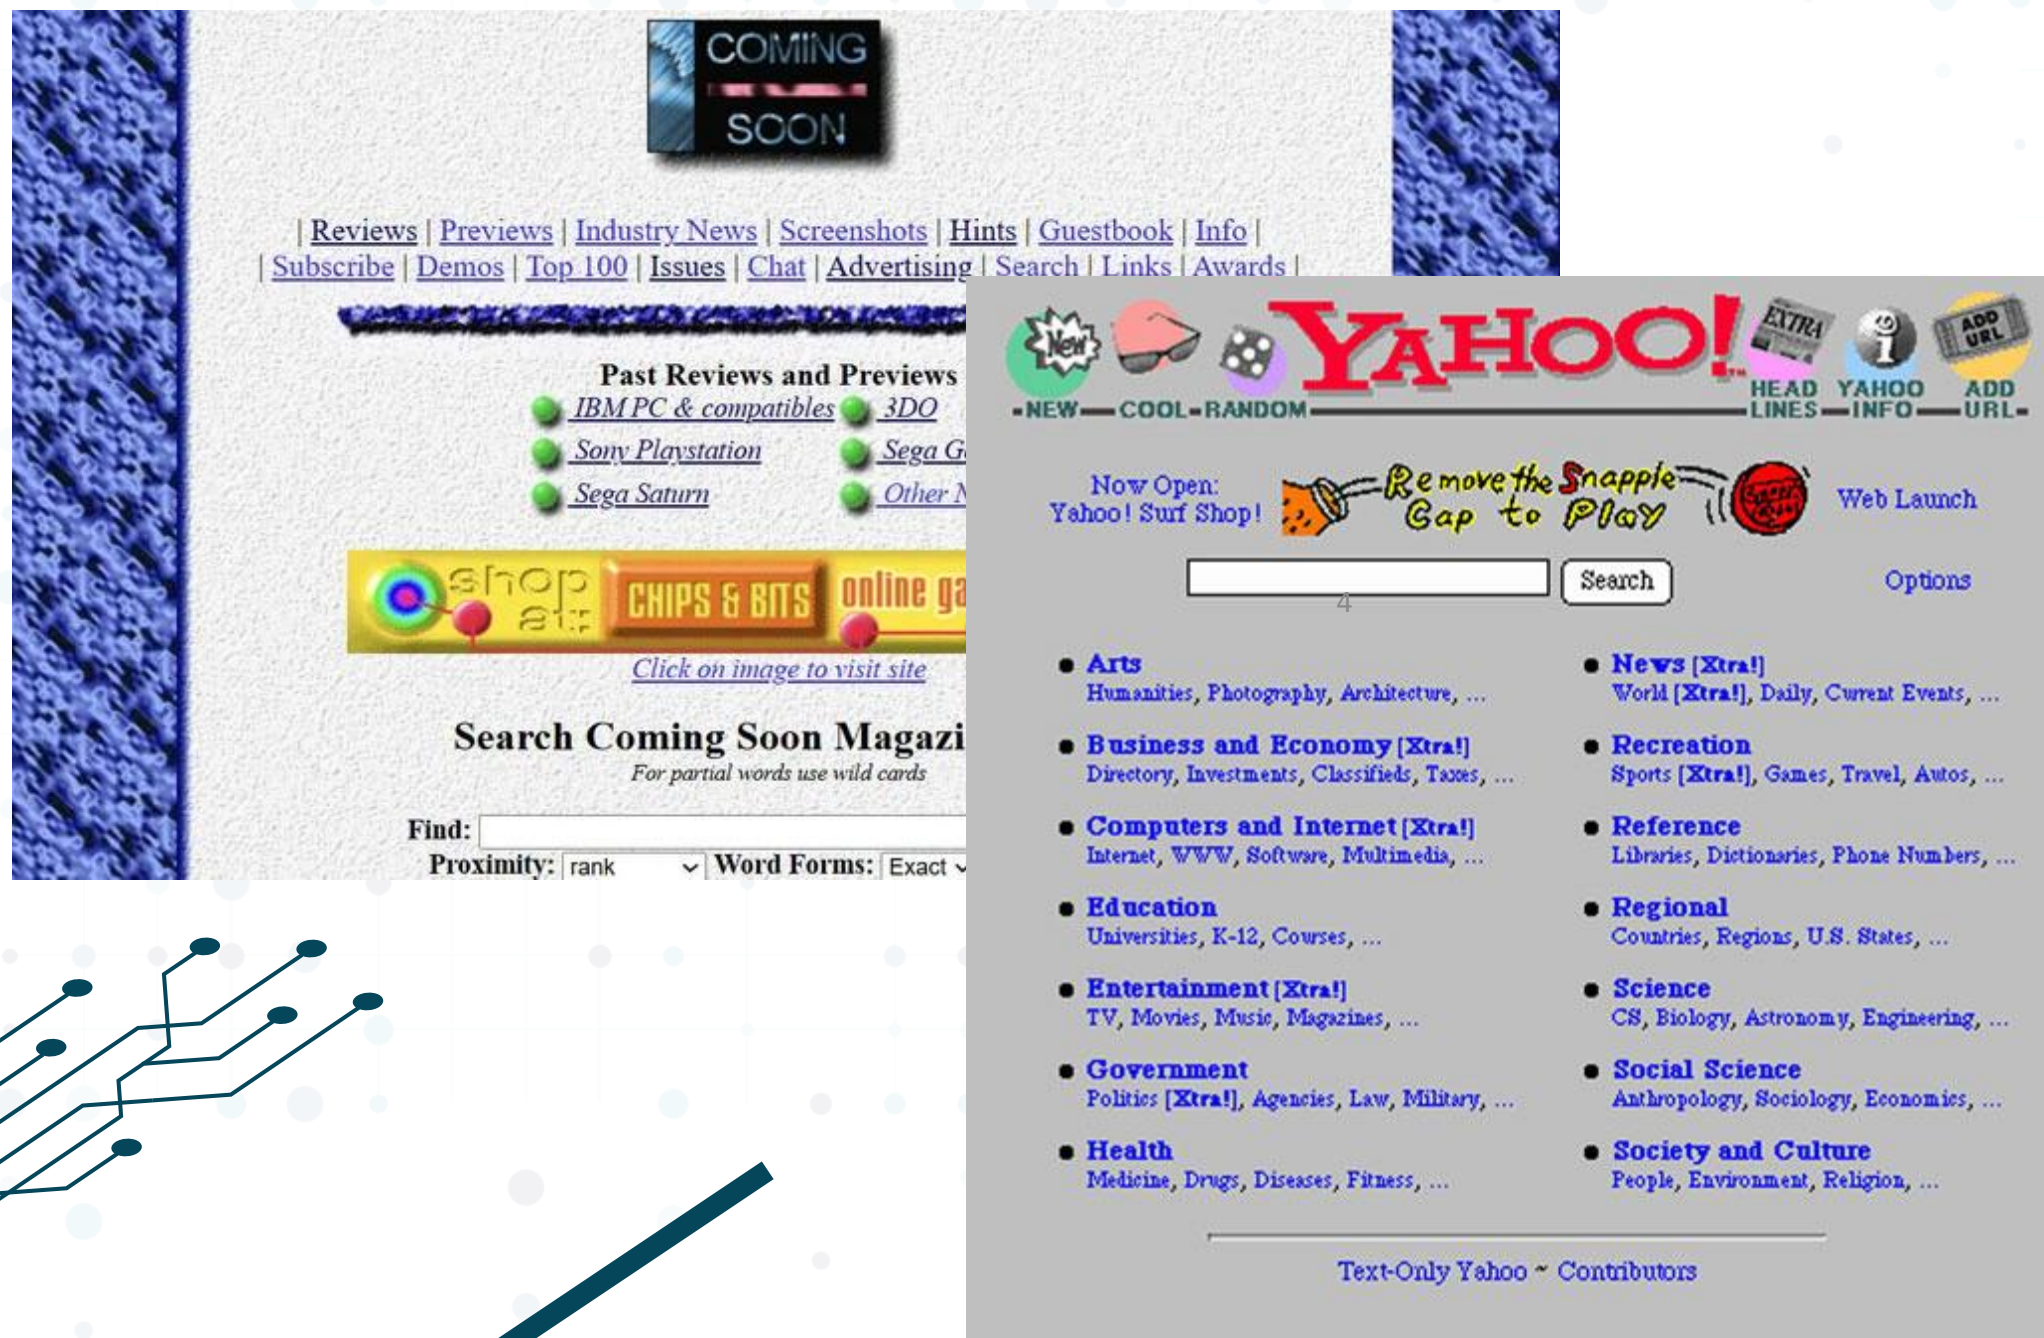 COMING
SOON
| Reviews | Previews | Industry News | Screenshots | Hints | Guestbook | Info |
| Subscribe | Demos | Top 100 | Issues | Chat | Advertising | Search | Links | Awards |
Past Reviews and Previews
IBM PC & compatibles 3DO
Sony Playstation Sega
Sega Saturn Other
shop CHIPS & BITS online
at:
Click on image to visit site
Search Coming Soon
For partial words use wild cards
Find:
Proximity: rank Word Forms: Exact
New YAHOO! EXTRA i ADD URL
NEW COOL RANDOM HEAD LINES YAHOO INFO ADD URL
Now Open:
Yahoo! Surf Shop!
Remove the Snapple
Cap to Play
Web Launch
Search
Options
4
Arts
Humanities, Photography, Architecture, ...
Business and Economy [Xtra!]
Directory, Investments, Classifieds, Taxes, ...
Computers and Internet [Xtra!]
Internet, WWW, Software, Multimedia, ...
Education
Universities, K-12, Courses, ...
Entertainment [Xtra!]
TV, Movies, Music, Magazines, ...
Government
Politics [Xtra!], Agencies, Law, Military, ...
Health
Medicine, Drugs, Diseases, Fitness, ...
News [Xtra!]
World [Xtra!], Daily, Current Events, ...
Recreation
Sports [Xtra!], Games, Travel, Autos, ...
Reference
Libraries, Dictionaries, Phone Numbers, ...
Regional
Countries, Regions, U.S. States, ...
Science
CS, Biology, Astronomy, Engineering, ...
Social Science
Anthropology, Sociology, Economics, ...
Society and Culture
People, Environment, Religion, ...
Text-Only Yahoo ~ Contributors